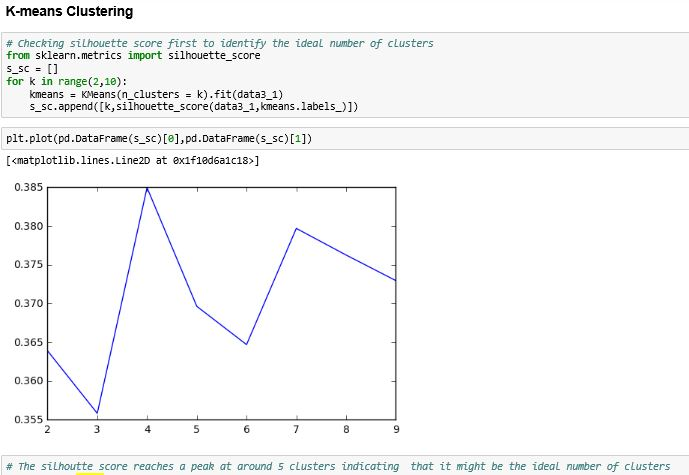 K-means Clustering
# Checking silhouette score first to identify the ideal number of clusters
from sklearn.metrics import silhouette_score
s_sc = []
for k in range(2,10):
kmeans = KMeans(n_clusters = k).fit(data3_1)
s_sc.append([k,silhouette_score(data3_1,kmeans.labels_)])
plt.plot(pd.DataFrame(s_sc)[0],pd.DataFrame(s_sc)[1])
[<matplotlib.lines.Line2D at 0x1f10d6a1c18>]
0.385
0.380
0.375
0.370
0.365
0.360
0.355
2 3 4 5 6 7 8 9
# The silhoutte score reaches a peak at around 5 clusters indicating  that it might be the ideal number of clusters